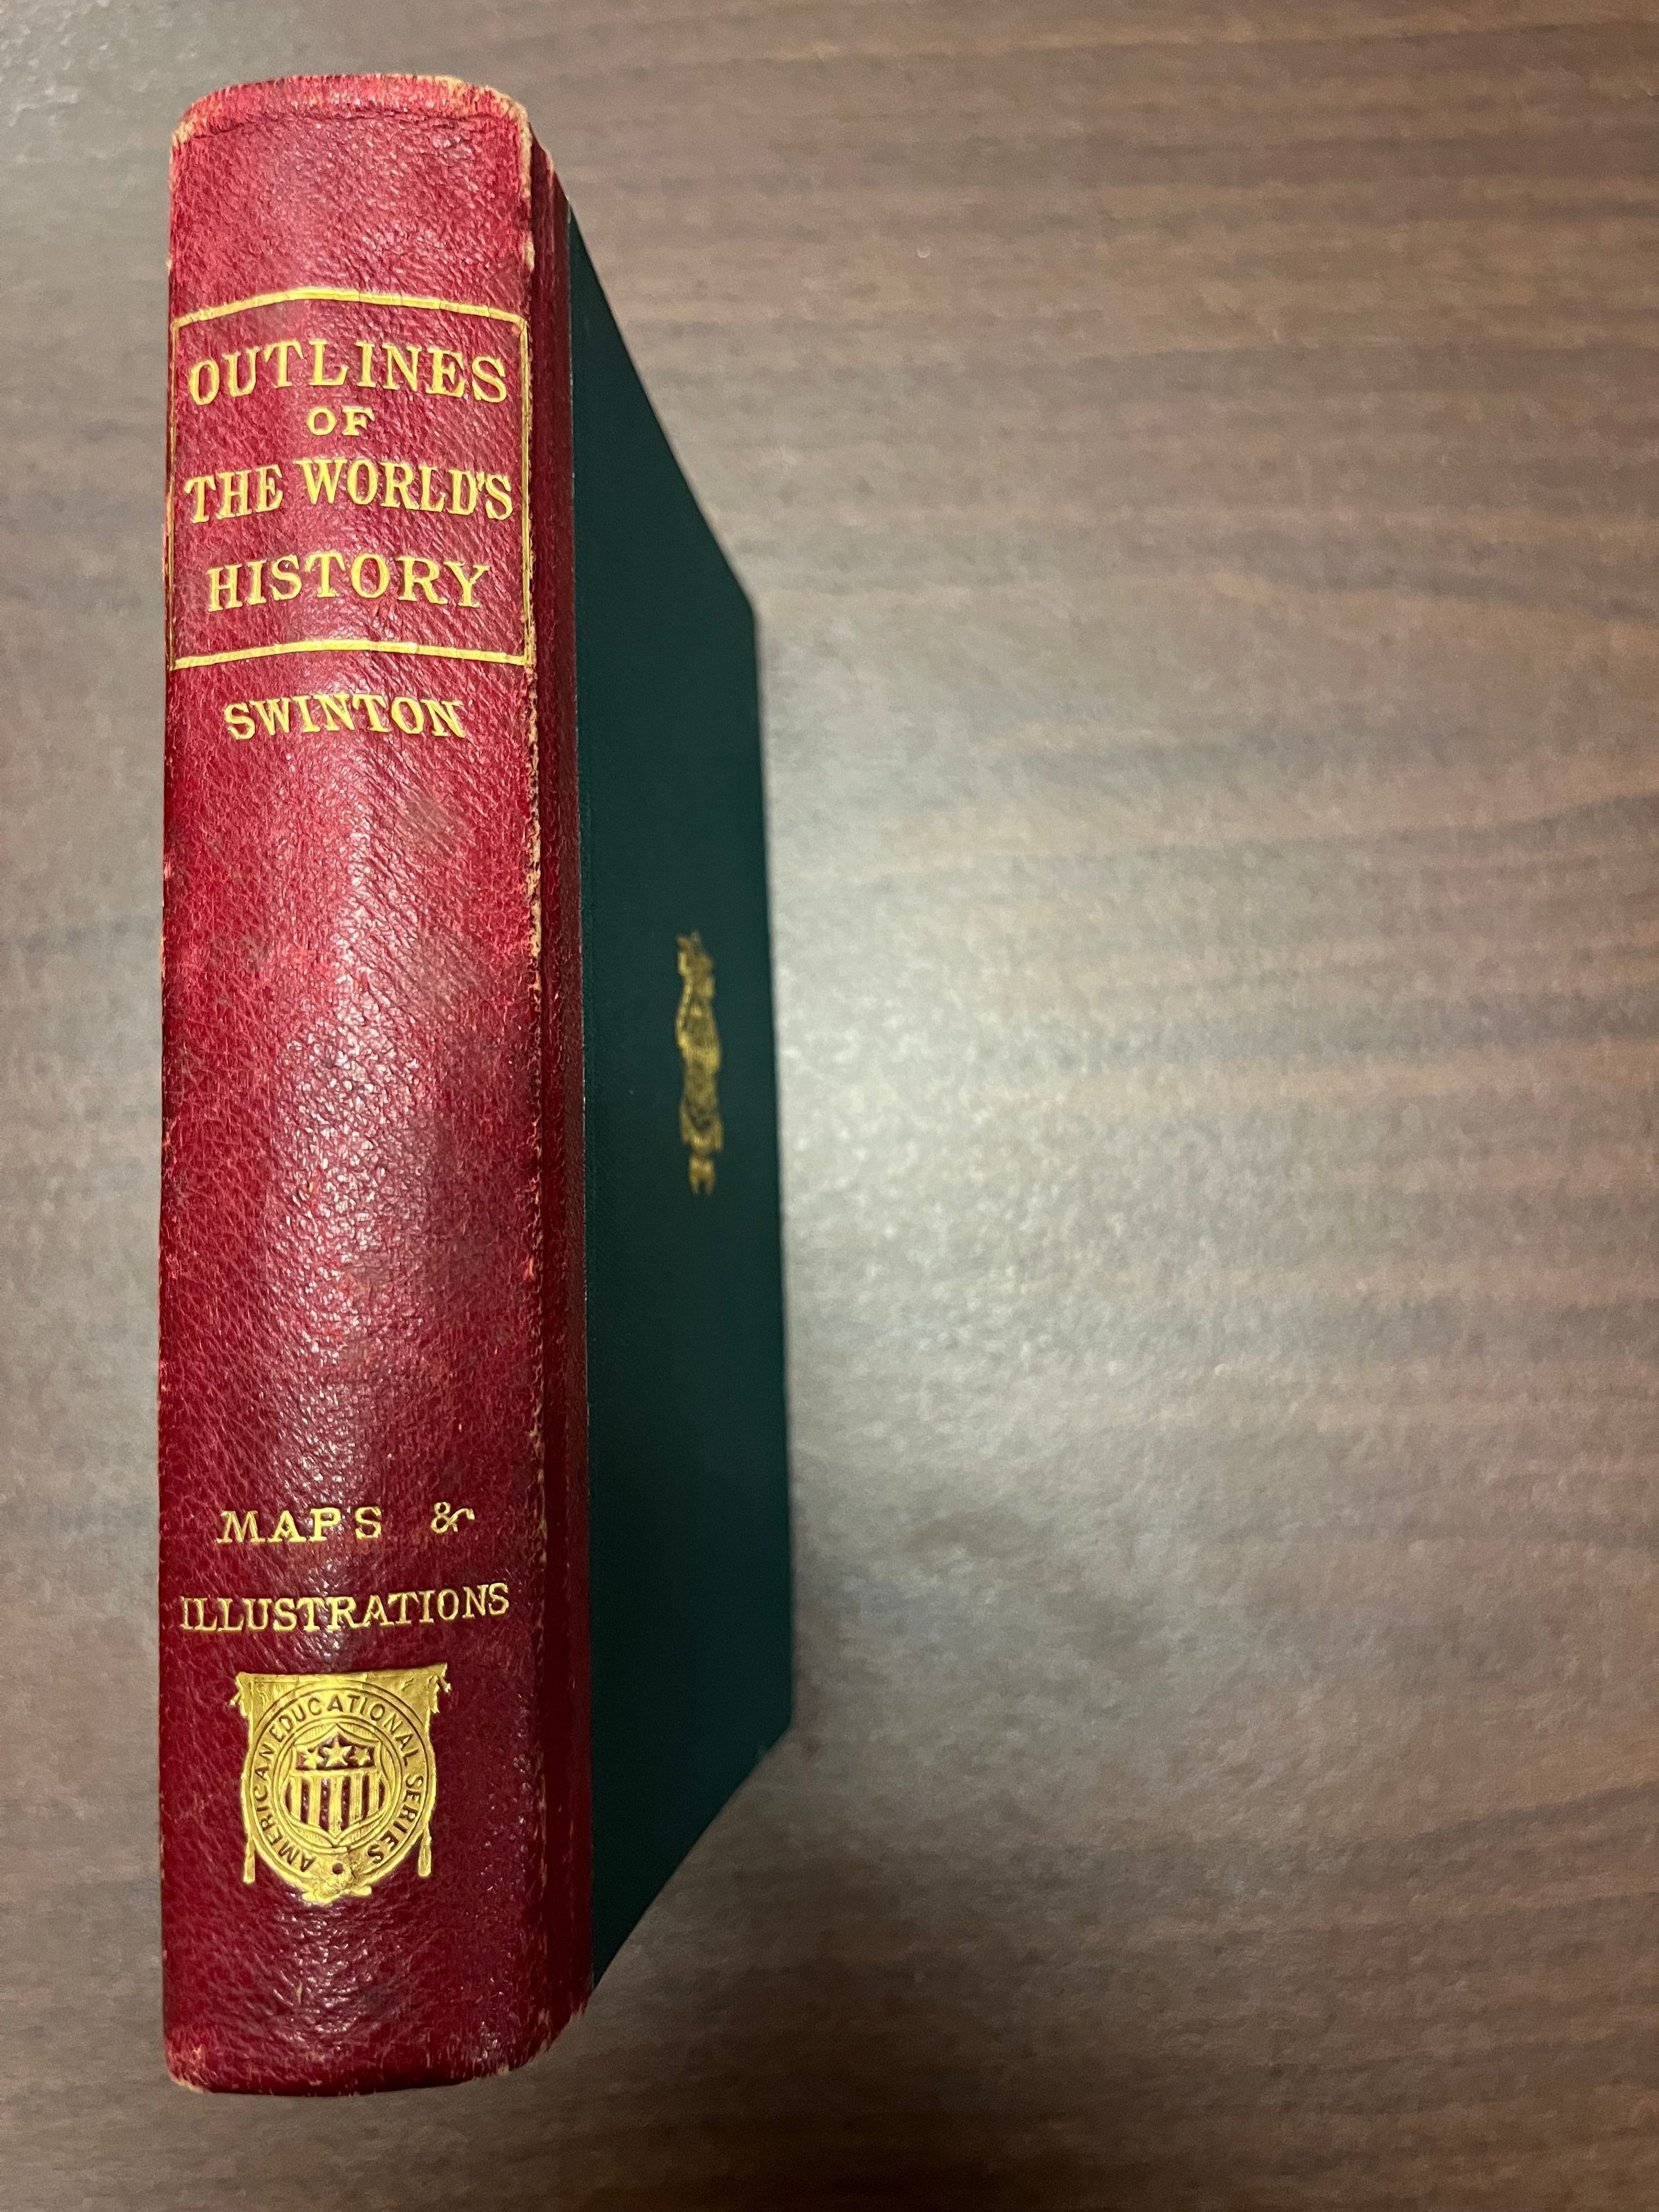 OUTLINES
OF
THE WORLD'S
HISTORY
SWINTON
MAPS &
ILLUSTRATIONS
AMERICAN EDUCATIONAL SERIES